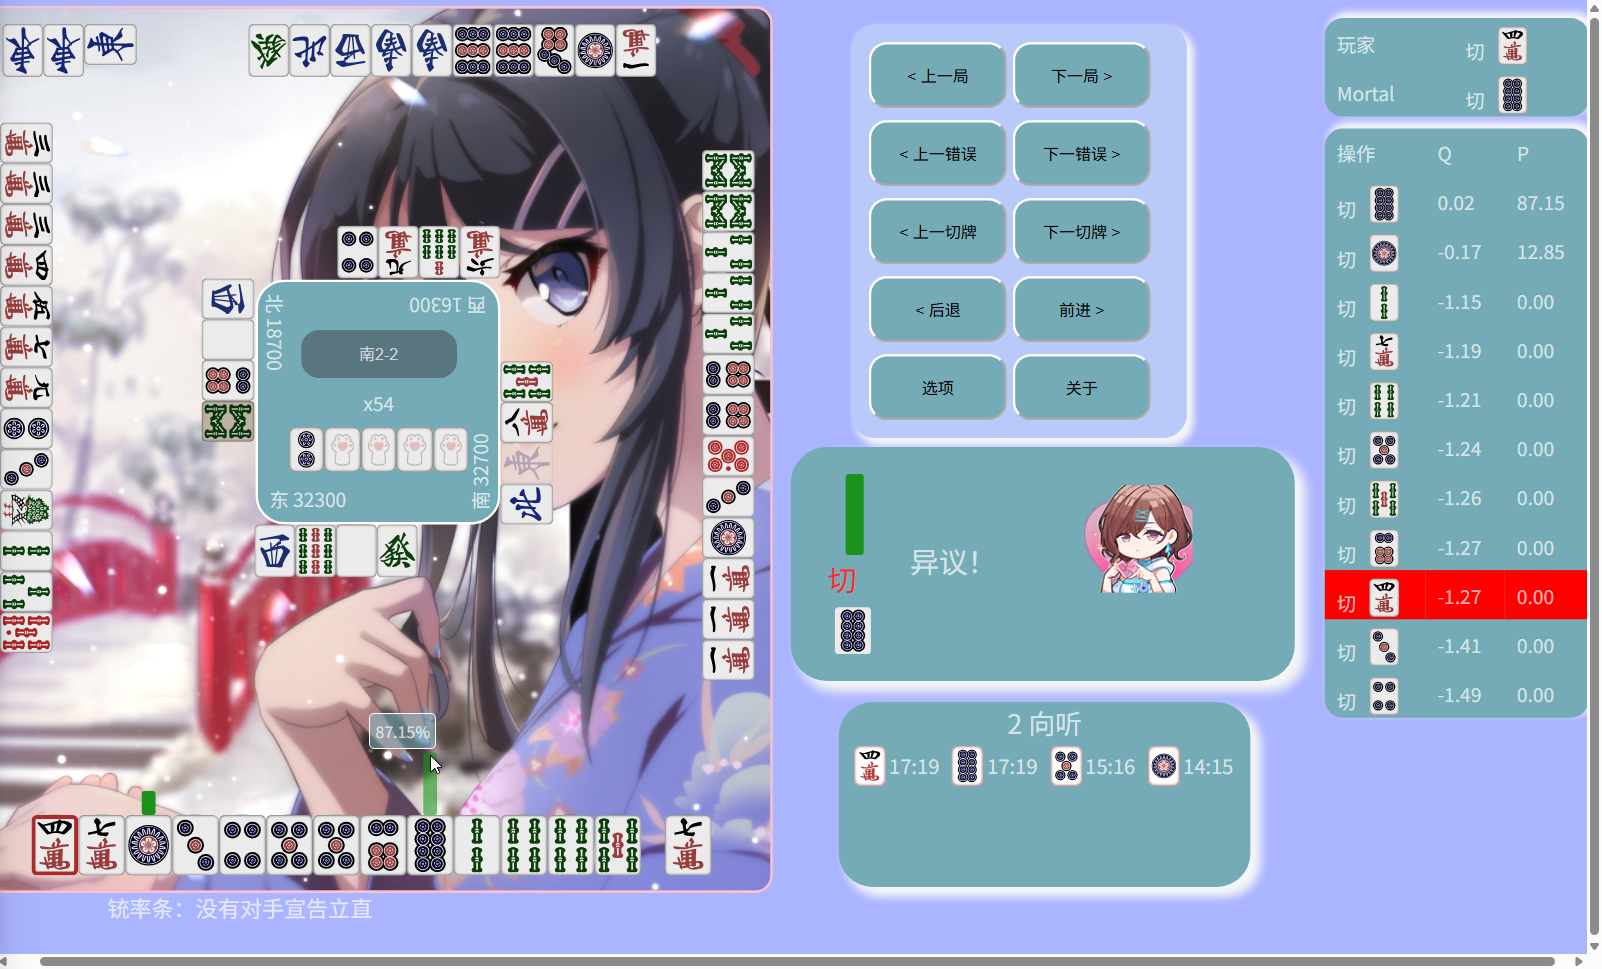 < 上一局
下一局 >
< 上一错误
下一错误 >
< 上一切牌
下一切牌 >
< 后退
前进 >
选项
关于
玩家
切
Mortal
切
操作 Q P
切 0.02 87.15
切 -0.17 12.85
切 -1.15 0.00
切 -1.19 0.00
切 -1.21 0.00
切 -1.24 0.00
切 -1.26 0.00
切 -1.27 0.00
切 -1.27 0.00
切 -1.41 0.00
切 -1.49 0.00
北 18700
西 16300
南2-2
x54
东 32300
南 32700
异议！
切
2 向听
17:19 17:19 15:16 14:15
87.15%
铳率条：没有对手宣告立直